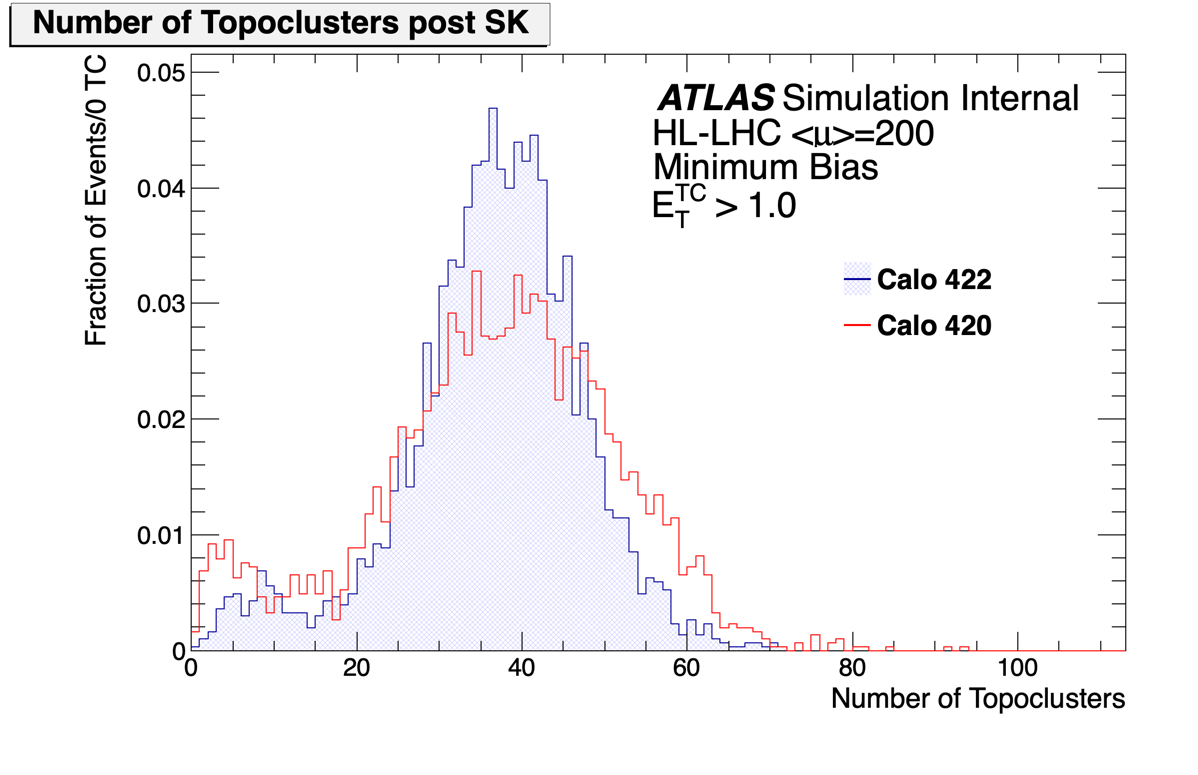 Number of Topoclusters post SK
Fraction of Events/0 TC
0.05
0.04
0.03
0.02
0.01
0
ATLAS Simulation Internal
HL-LHC <μ>=200
Minimum Bias
E_T^TC > 1.0
Calo 422
Calo 420
0 20 40 60 80 100
Number of Topoclusters